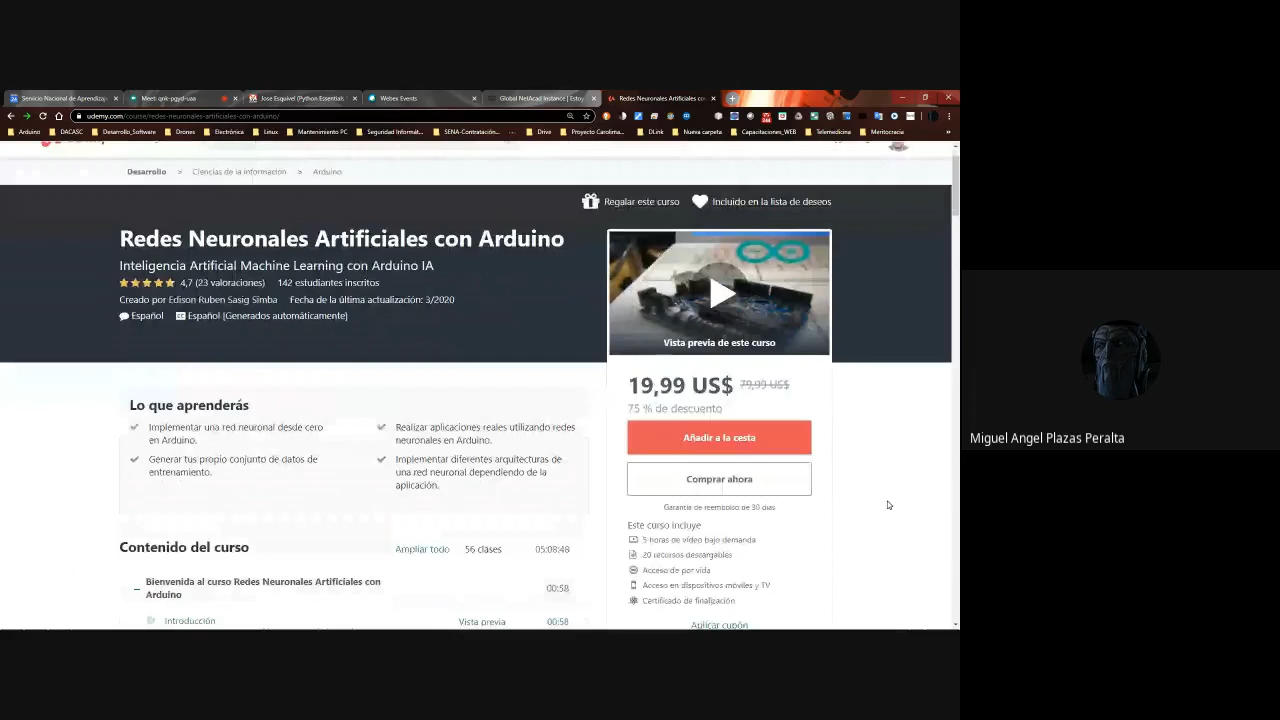 Servicio Nacional de Aprendizaj
Meet: qnk-pgyd-uaa
Jose Esquivel (Python Essentials
Webex Events
Global NetAcad Instance | Estoy
Redes Neuronales Artificiales co
udemy.com/course/redes-neuronales-artificiales-con-arduino/
Arduino
DACASC
Desarrollo_Software
Drones
Electrónica
Linux
Mantenimiento PC
Seguridad Informát...
SENA-Contratación...
Drive
Proyecto Carolima...
DLink
Nueva carpeta
Capacitaciones_WEB
Telemedicina
Meritocracia
Desarrollo > Ciencias de la información > Arduino
Regalar este curso
Incluido en la lista de deseos
Redes Neuronales Artificiales con Arduino
Inteligencia Artificial Machine Learning con Arduino IA
4,7 (23 valoraciones) 142 estudiantes inscritos
Creado por Edison Ruben Sasig Simba Fecha de la última actualización: 3/2020
Español Español [Generados automáticamente]
Vista previa de este curso
19,99 US$ 79,99 US$
75 % de descuento
Añadir a la cesta
Comprar ahora
Garantía de reembolso de 30 días
Este curso incluye
5 horas de vídeo bajo demanda
20 recursos descargables
Acceso de por vida
Acceso en dispositivos móviles y TV
Certificado de finalización
Aplicar cupón
Lo que aprenderás
Implementar una red neuronal desde cero
en Arduino.
Generar tus propio conjunto de datos de
entrenamiento.
Realizar aplicaciones reales utilizando redes
neuronales en Arduino.
Implementar diferentes arquitecturas de
una red neuronal dependiendo de la
aplicación.
Contenido del curso
Ampliar todo 56 clases 05:08:48
Bienvenida al curso Redes Neuronales Artificiales con
Arduino
00:58
Introducción Vista previa 00:58
Miguel Angel Plazas Peralta